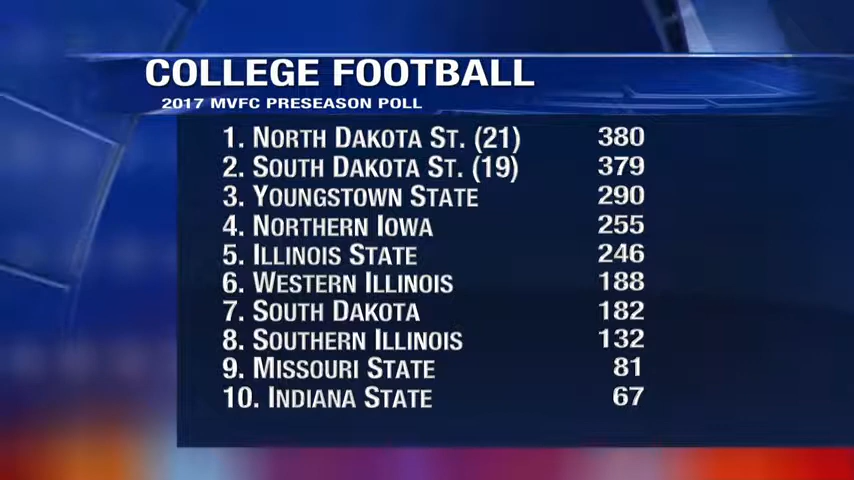 COLLEGE FOOTBALL
2017 MVFC PRESEASON POLL
1. NORTH DAKOTA ST. (21) 380
2. SOUTH DAKOTA ST. (19) 379
3. YOUNGSTOWN STATE 290
4. NORTHERN IOWA 255
5. ILLINOIS STATE 246
6. WESTERN ILLINOIS 188
7. SOUTH DAKOTA 182
8. SOUTHERN ILLINOIS 132
9. MISSOURI STATE 81
10. INDIANA STATE 67